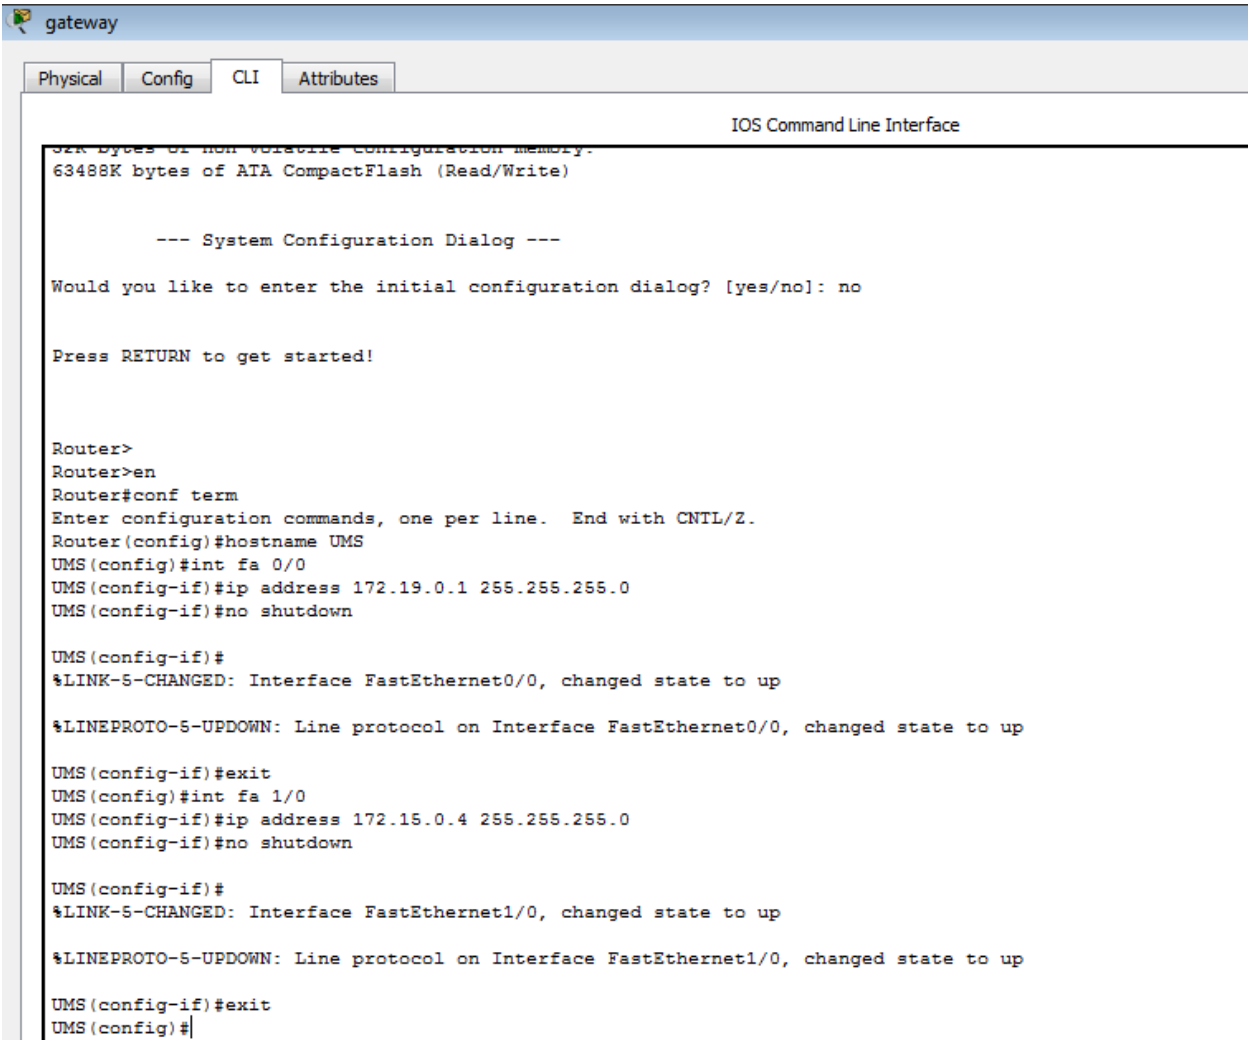 gateway
Physical Config CLI Attributes
IOS Command Line Interface
32K bytes of non-volatile configuration memory.
63488K bytes of ATA CompactFlash (Read/Write)
--- System Configuration Dialog ---
Would you like to enter the initial configuration dialog? [yes/no]: no
Press RETURN to get started!
Router>
Router>en
Router#conf term
Enter configuration commands, one per line.  End with CNTL/Z.
Router(config)#hostname UMS
UMS(config)#int fa 0/0
UMS(config-if)#ip address 172.19.0.1 255.255.255.0
UMS(config-if)#no shutdown
UMS(config-if)#
%LINK-5-CHANGED: Interface FastEthernet0/0, changed state to up
%LINEPROTO-5-UPDOWN: Line protocol on Interface FastEthernet0/0, changed state to up
UMS(config-if)#exit
UMS(config)#int fa 1/0
UMS(config-if)#ip address 172.15.0.4 255.255.255.0
UMS(config-if)#no shutdown
UMS(config-if)#
%LINK-5-CHANGED: Interface FastEthernet1/0, changed state to up
%LINEPROTO-5-UPDOWN: Line protocol on Interface FastEthernet1/0, changed state to up
UMS(config-if)#exit
UMS(config)#